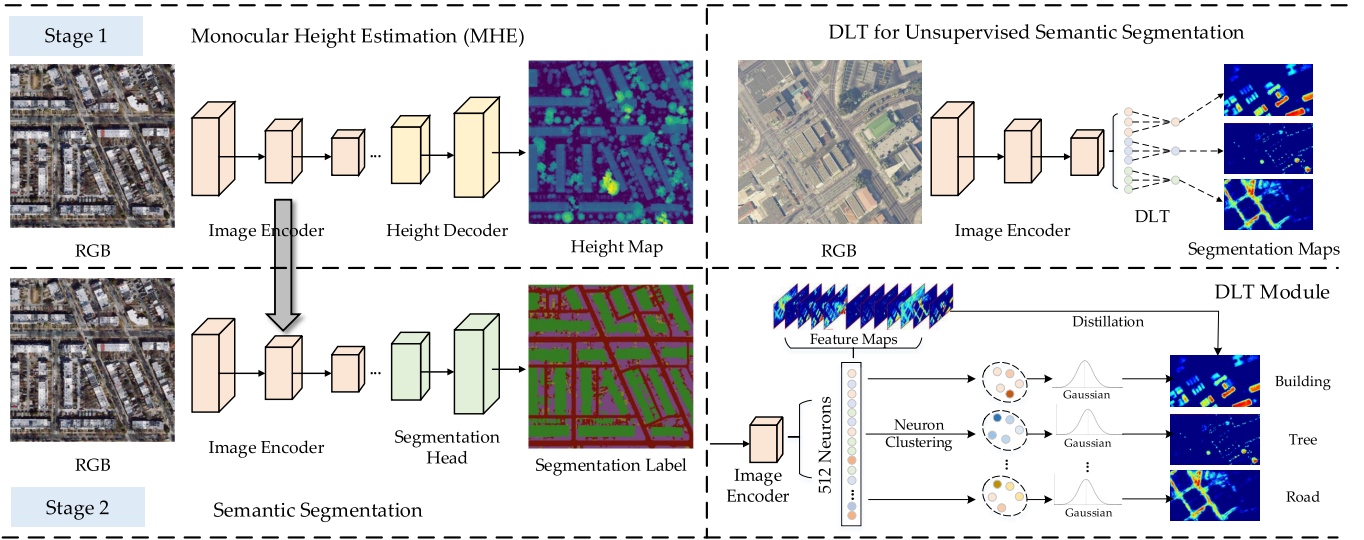 Stage 1
Monocular Height Estimation (MHE)
RGB
Image Encoder
...
Height Decoder
Height Map
DLT for Unsupervised Semantic Segmentation
RGB
Image Encoder
DLT
Segmentation Maps
RGB
Image Encoder
...
Segmentation
Head
Segmentation Label
Stage 2
Semantic Segmentation
DLT Module
Feature Maps
Distillation
Image
Encoder
512 Neurons
...
Neuron
Clustering
Gaussian
Building
Gaussian
Tree
...
...
Gaussian
Road